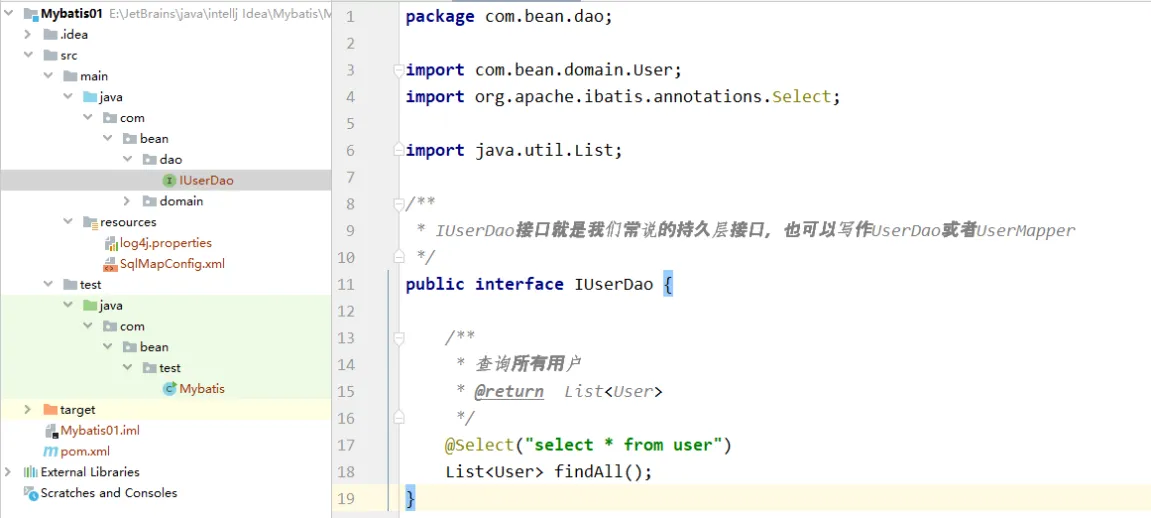 Mybatis01 E:\JetBrains\java\intellj Idea\Mybatis\M
.idea
src
main
java
com
bean
dao
IUserDao
domain
resources
log4j.properties
SqlMapConfig.xml
test
java
com
bean
test
Mybatis
target
Mybatis01.iml
pom.xml
External Libraries
Scratches and Consoles
1 package com.bean.dao;
2
3 import com.bean.domain.User;
4 import org.apache.ibatis.annotations.Select;
5
6 import java.util.List;
7
8 /**
9 * IUserDao接口就是我们常说的持久层接口，也可以写作UserDao或者UserMapper
10 */
11 public interface IUserDao {
12
13 /**
14 * 查询所有用户
15 * @return List<User>
16 */
17 @Select("select * from user")
18 List<User> findAll();
19 }